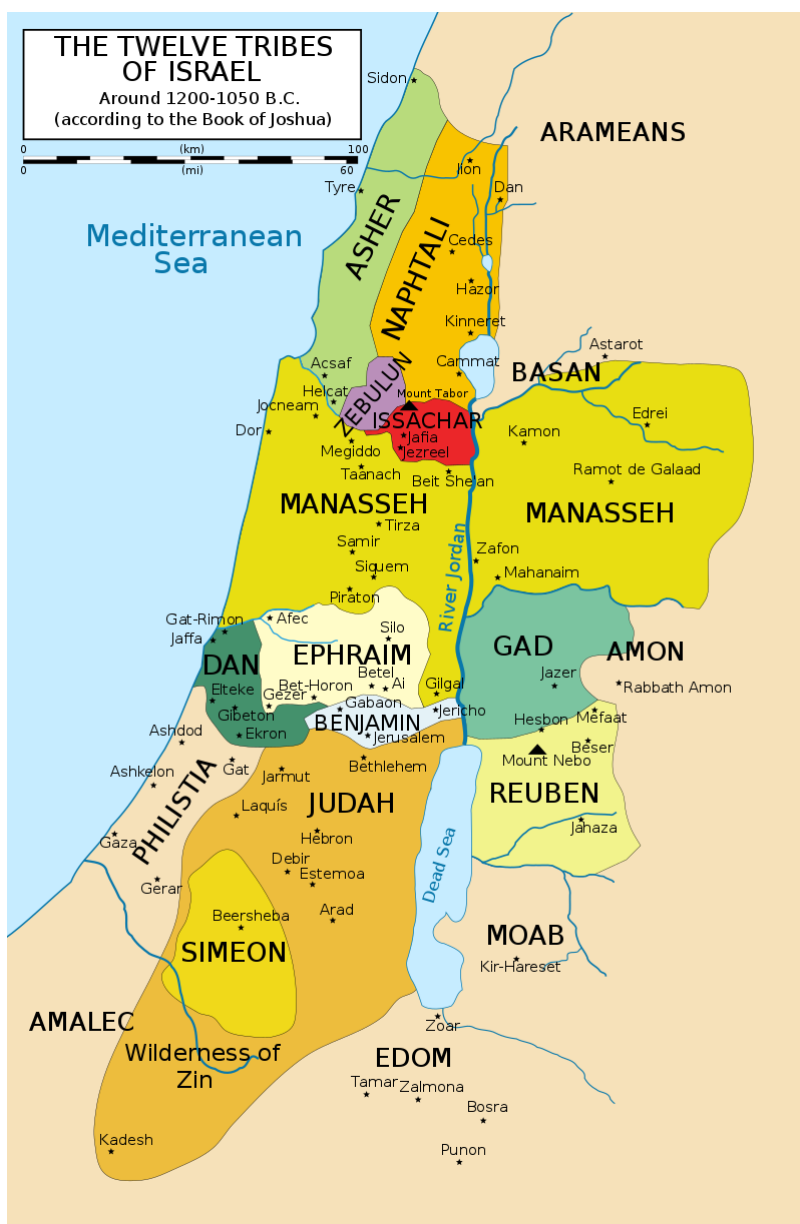 THE TWELVE TRIBES
OF ISRAEL
Around 1200-1050 B.C.
(according to the Book of Joshua)
0 (km) 100
0 (mi) 60
Sidon
ARAMEANS
Ilon
Tyre
Dan
ASHER
Mediterranean
Sea
NAPHTALI
Cedes
Hazor
Kinneret
Astarot
Acsaf
Cammat
BASAN
ZEBULUN
Helcat
Mount Tabor
Jocneam
ISSACHAR
Edrei
Dor
Jafia
Kamon
Megiddo
Jezreel
Taanach
Beit Shelan
Ramot de Galaad
MANASSEH
MANASSEH
Tirza
Samir
River Jordan
Zafon
Siquem
Mahanaim
Piraton
Gat-Rimon
Afec
Jaffa
Silo
GAD
DAN
EPHRAIM
AMON
Betel
Jazer
Elteke
Bet-Horon
Ai
Gilgal
Rabbath Amon
Gezer
Gabaon
Jericho
Gibeton
BENJAMIN
Hesbon
Mefaat
Ashdod
Ekron
Jerusalem
Beser
Gat
Bethlehem
Mount Nebo
Ashkelon
Jarmut
PHILISTIA
Laquís
JUDAH
REUBEN
Gaza
Hebron
Jahaza
Debir
Dead Sea
Gerar
Estemoa
Beersheba
Arad
SIMEON
MOAB
Kir-Hareset
AMALEC
Zoar
Wilderness of
Zin
EDOM
Tamar
Zalmona
Bosra
Kadesh
Punon